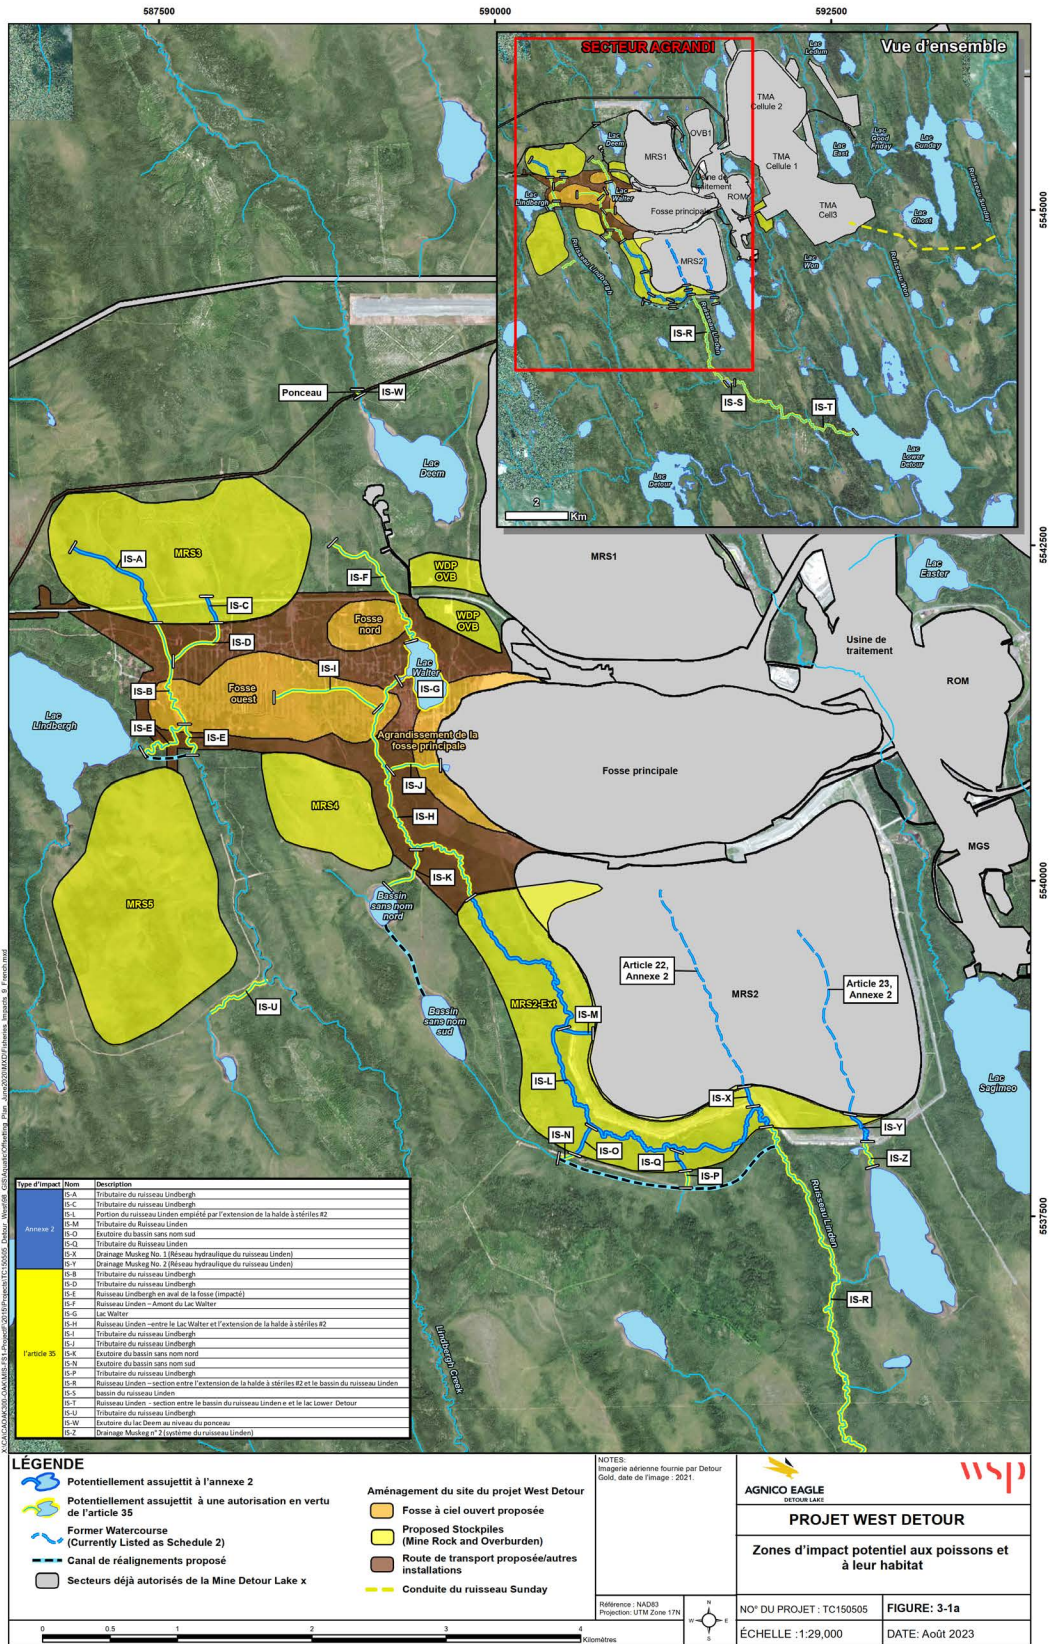 587500
590000
592500
SECTEUR AGRANDI
Vue d'ensemble
Lac Ledum
TMA Cellule 2
OVB1
Lac Deem
MRS1
Lac East
Lac Good Friday
Lac Sunday
TMA Cellule 1
Usine de traitement
ROM
Lac Lindbergh
Lac Walter
Fosse principale
TMA Cell3
Lac Ghost
Ruisseau Sunday
Ruisseau Lindbergh
MRS2
Lac Won
Ruisseau Won
IS-R
Ruisseau Linden
IS-S
IS-T
Lac Detour
Lac Lower Detour
2
Km
5545000
5542500
5540000
5537500
Ponceau
IS-W
Lac Deem
MRS1
MRS3
IS-A
IS-C
IS-D
IS-F
WDP OVB
WDP OVB
Fosse nord
Lac Walter
IS-I
IS-G
Fosse ouest
IS-B
IS-E
IS-E
Lac Lindbergh
Agrandissement de la fosse principale
Fosse principale
Lac Easter
Usine de traitement
ROM
IS-J
IS-H
MRS4
IS-K
MGS
MRS5
Bassin sans nom nord
Article 22, Annexe 2
Article 23, Annexe 2
MRS2
MRS2-Ext
IS-M
IS-U
Bassin sans nom sud
IS-L
IS-X
Lac Sagimeo
IS-Y
IS-N
IS-O
IS-Q
IS-Z
IS-P
Ruisseau Linden
IS-R
Lindbergh Creek
Type d'impact Nom Description
Annexe 2
IS-A Tributaire du ruisseau Lindbergh
IS-C Tributaire du ruisseau Lindbergh
IS-L Portion du ruisseau Linden empiété par l'extension de la halde à stériles #2
IS-M Tributaire du Ruisseau Linden
IS-O Exutoire du bassin sans nom sud
IS-Q Tributaire du Ruisseau Linden
IS-X Drainage Muskeg No. 1 (Réseau hydraulique du ruisseau Linden)
IS-Y Drainage Muskeg No. 2 (Réseau hydraulique du ruisseau Linden)
l'article 35
IS-B Tributaire du ruisseau Lindbergh
IS-D Tributaire du ruisseau Lindbergh
IS-E Ruisseau Lindbergh en aval de la fosse (impacté)
IS-F Ruisseau Linden – Amont du Lac Walter
IS-G Lac Walter
IS-H Ruisseau Linden –entre le Lac Walter et l'extension de la halde à stériles #2
IS-I Tributaire du ruisseau Lindbergh
IS-J Tributaire du ruisseau Lindbergh
IS-K Exutoire du bassin sans nom nord
IS-N Exutoire du bassin sans nom sud
IS-P Tributaire du ruisseau Lindbergh
IS-R Ruisseau Linden – section entre l'extension de la halde à stériles #2 et le bassin du ruisseau Linden
IS-S bassin du ruisseau Linden
IS-T Ruisseau Linden - section entre le bassin du ruisseau Linden e et le lac Lower Detour
IS-U Tributaire du ruisseau Lindbergh
IS-W Exutoire du lac Deem au niveau du ponceau
IS-Z Drainage Muskeg n° 2 (système du ruisseau Linden)
LÉGENDE
Potentiellement assujettit à l'annexe 2
Potentiellement assujettit à une autorisation en vertu
de l'article 35
Former Watercourse
(Currently Listed as Schedule 2)
Canal de réalignements proposé
Secteurs déjà autorisés de la Mine Detour Lake x
Aménagement du site du projet West Detour
Fosse à ciel ouvert proposée
Proposed Stockpiles
(Mine Rock and Overburden)
Route de transport proposée/autres
installations
Conduite du ruisseau Sunday
0 0.5 1 2 3 4
Kilomètres
NOTES:
Imagerie aérienne fournie par Detour
Gold, date de l'image : 2021.
Référence : NAD83
Projection: UTM Zone 17N
N
W E
S
AGNICO EAGLE
DETOUR LAKE
wsp
PROJET WEST DETOUR
Zones d'impact potentiel aux poissons et
à leur habitat
NO° DU PROJET : TC150505
FIGURE: 3-1a
ÉCHELLE :1:29,000
DATE: Août 2023